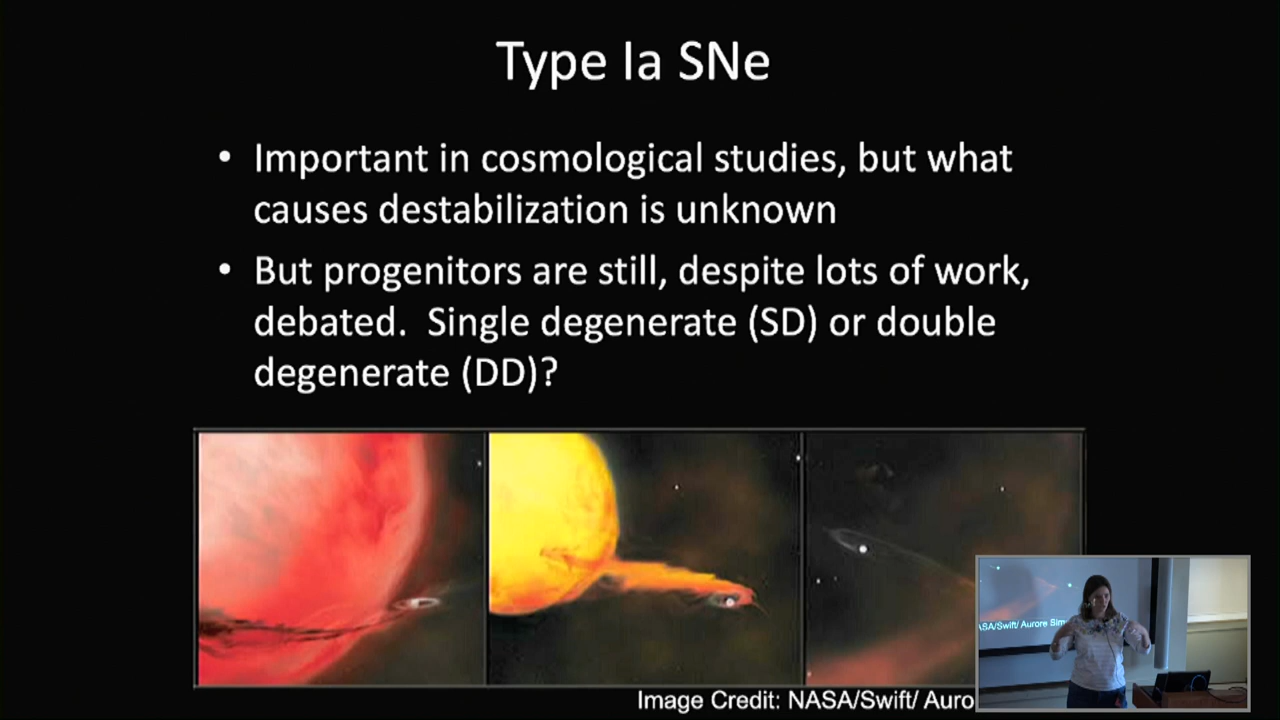 Type Ia SNe
• Important in cosmological studies, but what
causes destabilization is unknown
• But progenitors are still, despite lots of work,
debated. Single degenerate (SD) or double
degenerate (DD)?
Image Credit: NASA/Swift/ Auro
ASA/Swift/ Aurore Sim